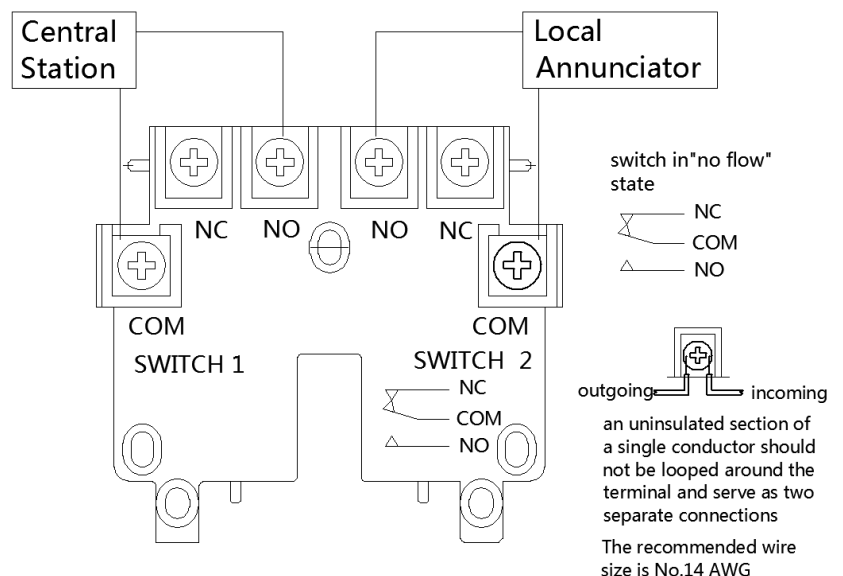 Central
Station
Local
Annunciator
switch in"no flow"
state
NC
COM
NO
NC
NO
NO
NC
COM
COM
SWITCH 1
SWITCH 2
NC
COM
NO
outgoing
incoming
an uninsulated section of
a single conductor should
not be looped around the
terminal and serve as two
separate connections
The recommended wire
size is No.14 AWG